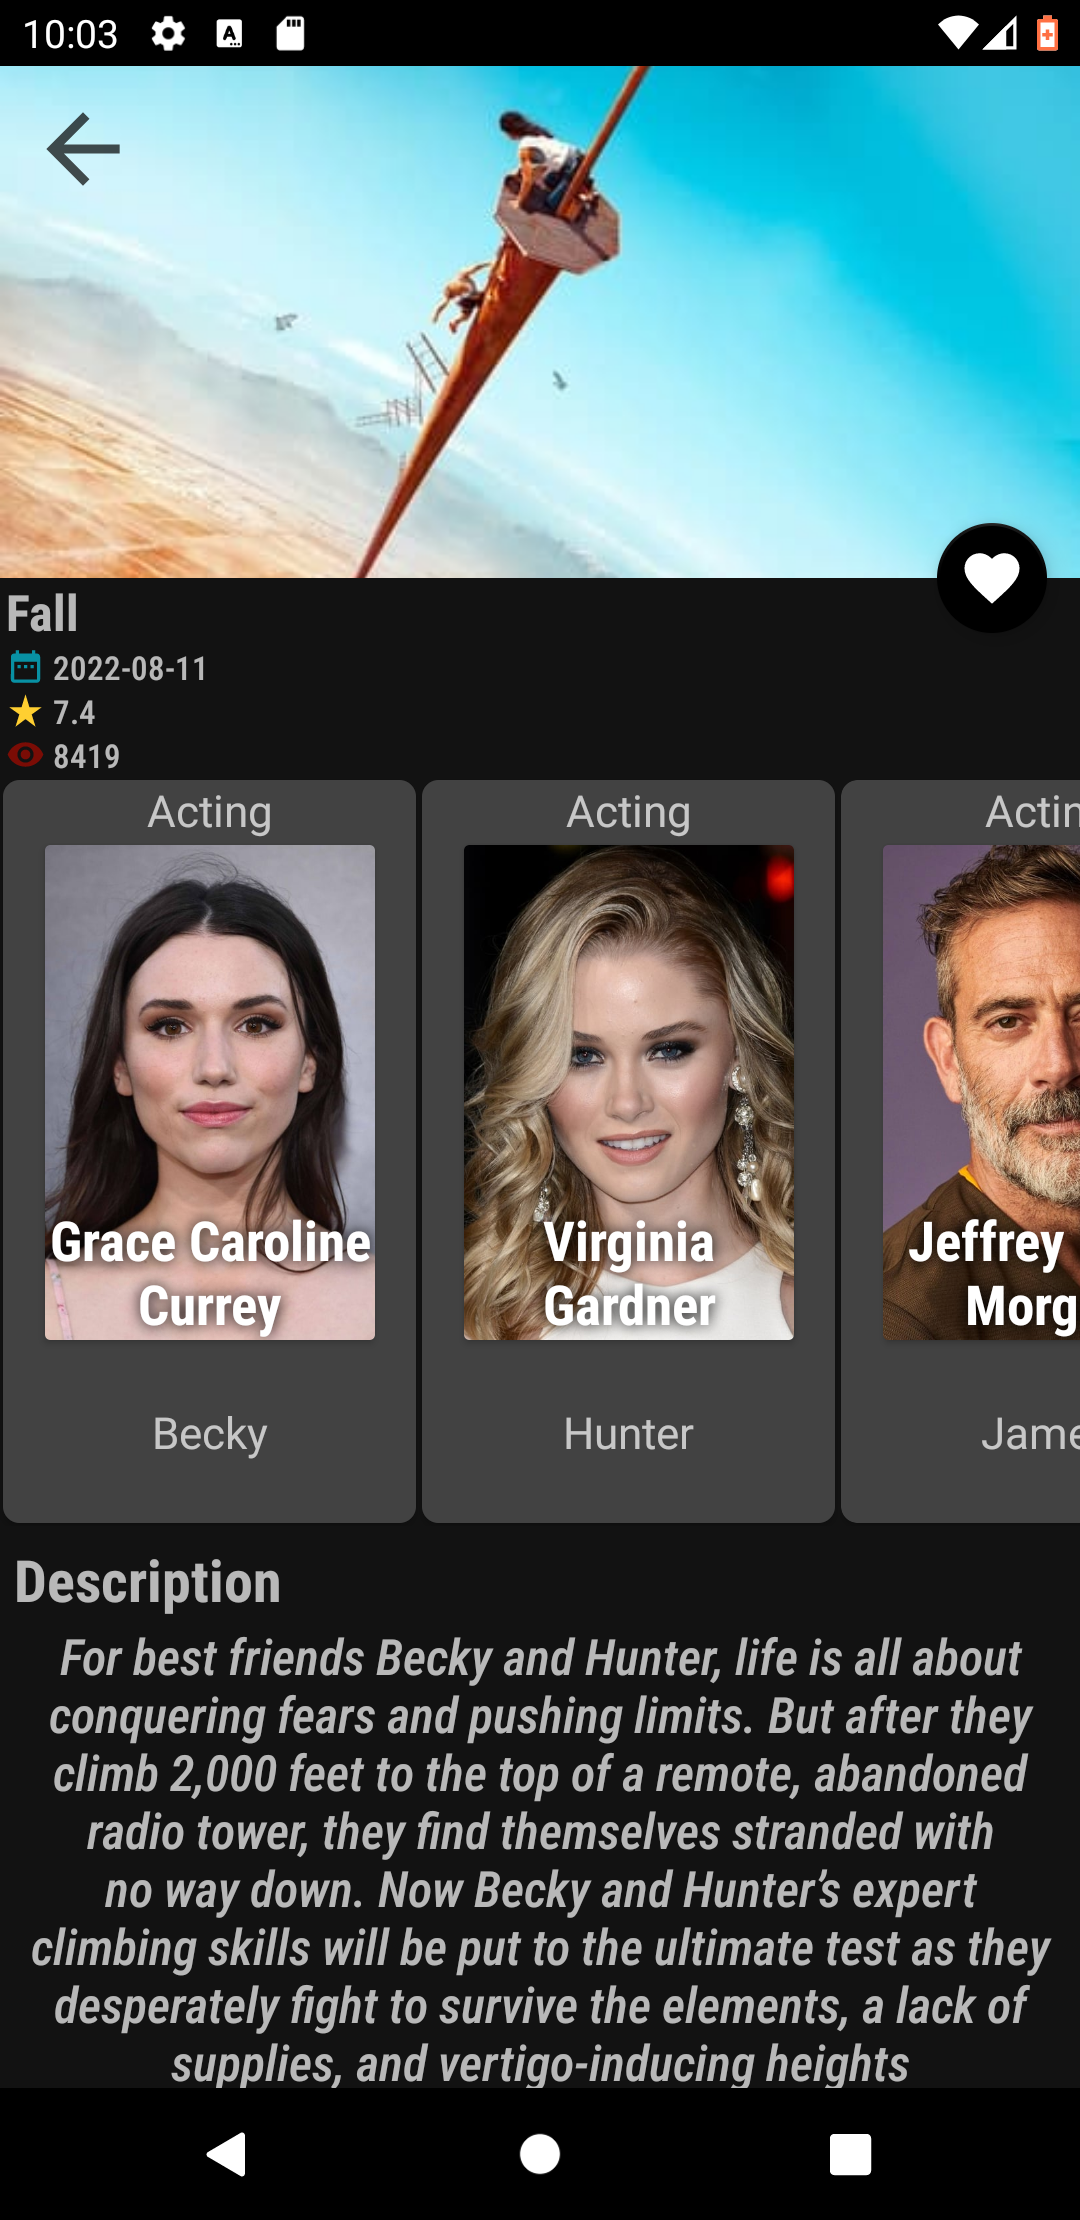 10:03
Fall
2022-08-11
7.4
8419
Acting
Acting
Actin
Grace Caroline
Currey
Virginia
Gardner
Jeffrey
Morg
Becky
Hunter
Jame
Description
For best friends Becky and Hunter, life is all about
conquering fears and pushing limits. But after they
climb 2,000 feet to the top of a remote, abandoned
radio tower, they find themselves stranded with
no way down. Now Becky and Hunter’s expert
climbing skills will be put to the ultimate test as they
desperately fight to survive the elements, a lack of
supplies, and vertigo-inducing heights